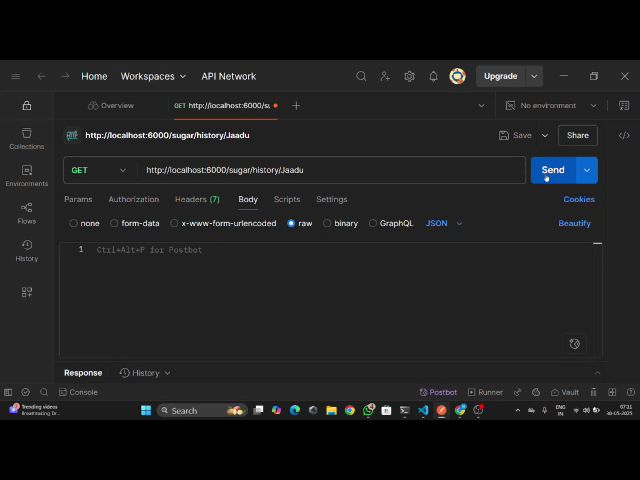 Home Workspaces API Network Upgrade
Overview GET http://localhost:6000/su No environment
http://localhost:6000/sugar/history/Jaadu Save Share
GET http://localhost:6000/sugar/history/Jaadu Send
Collections
Environments
Flows
History
Params Authorization Headers (7) Body Scripts Settings Cookies
none form-data x-www-form-urlencoded raw binary GraphQL JSON Beautify
1 Ctrl+Alt+P for Postbot
Response History
Console Postbot Runner Vault
Trending videos
Search
ENG
IN
07:11
30-05-2025